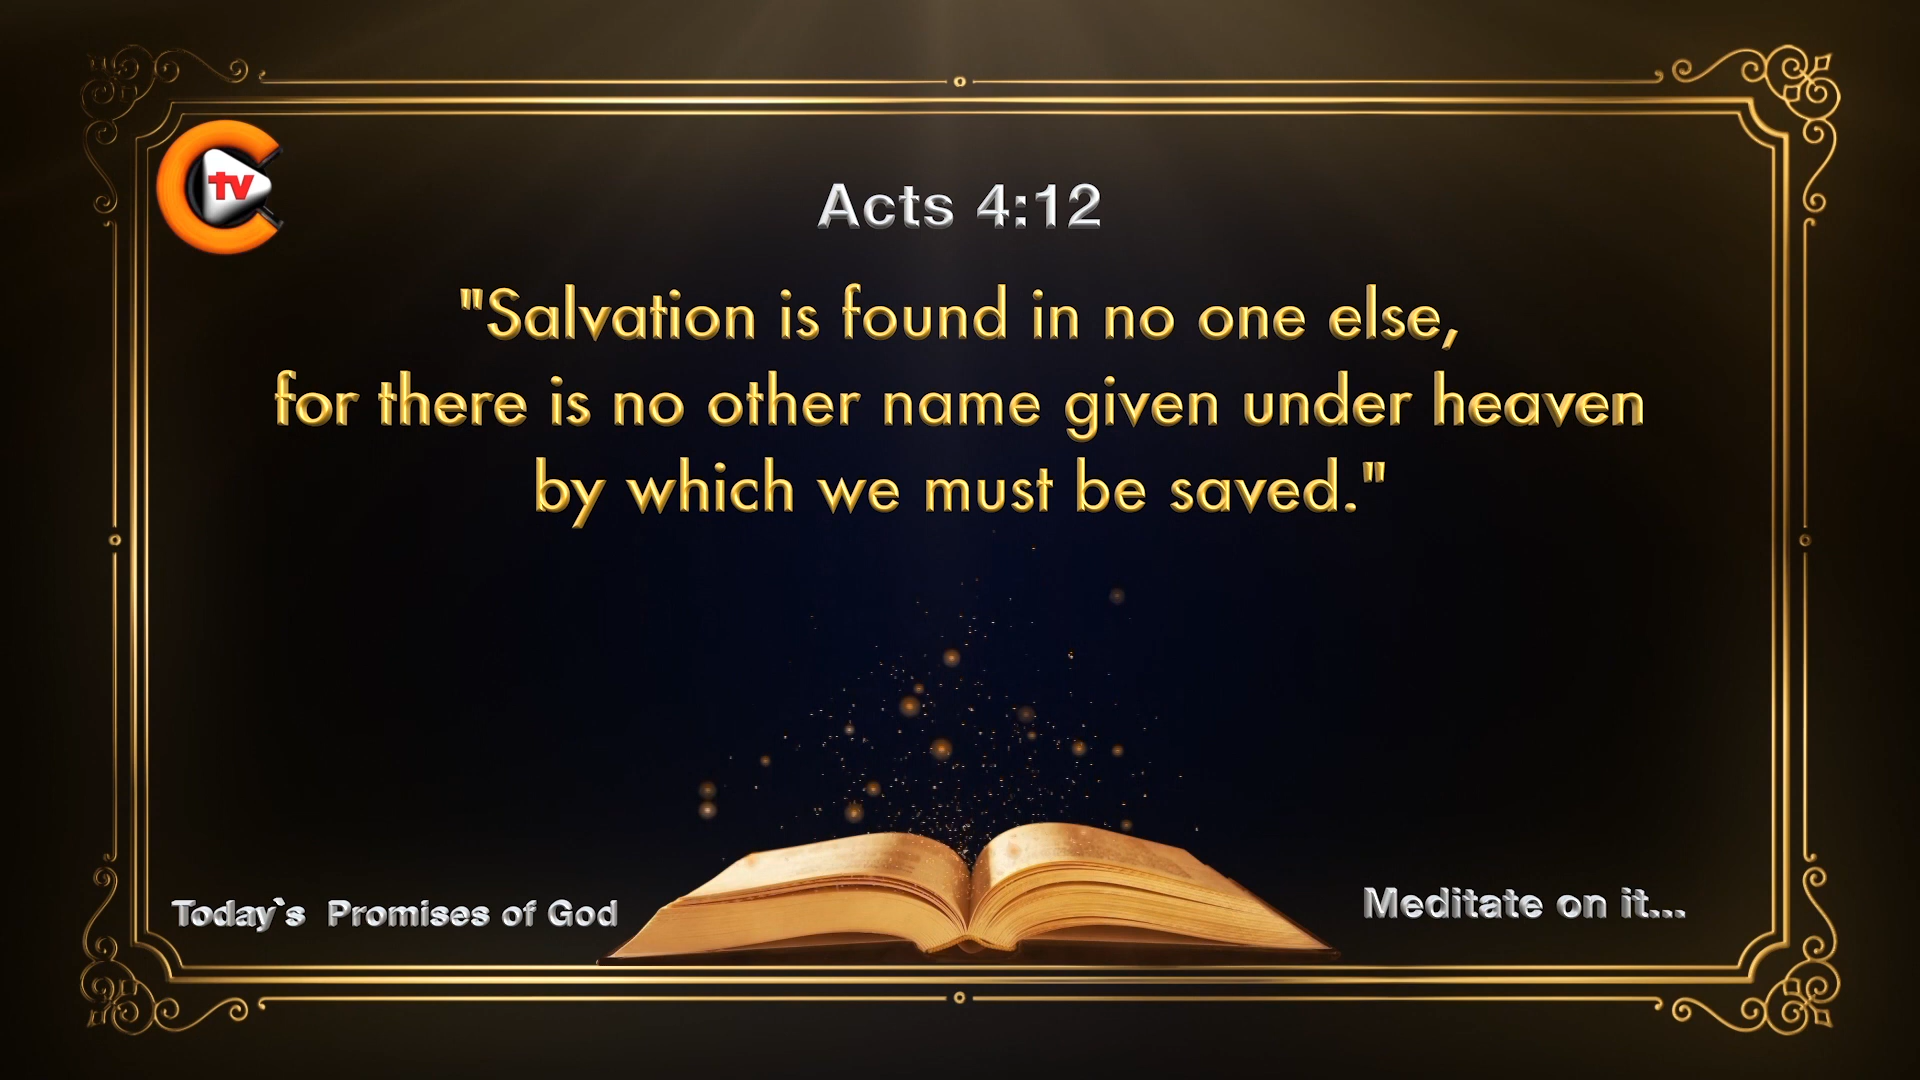 tv
Acts 4:12
"Salvation is found in no one else,
for there is no other name given under heaven
by which we must be saved."
Today`s  Promises of God
Meditate on it...